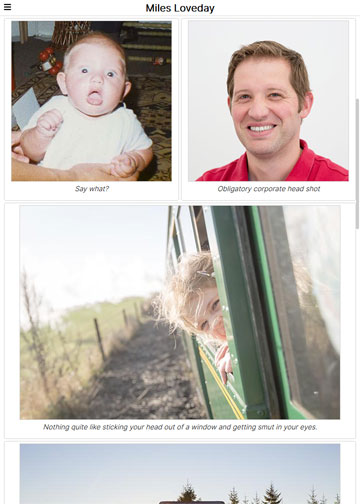 Miles Loveday
Say what?
Obligatory corporate head shot
Nothing quite like sticking your head out of a window and getting smut in your eyes.